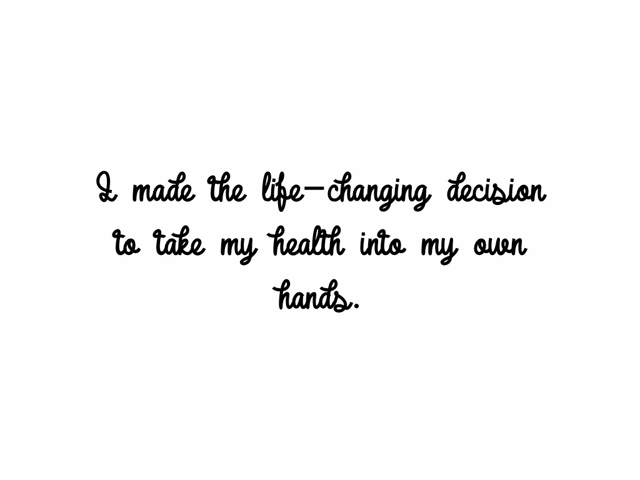 I made the life-changing decision
to take my health into my own
hands.